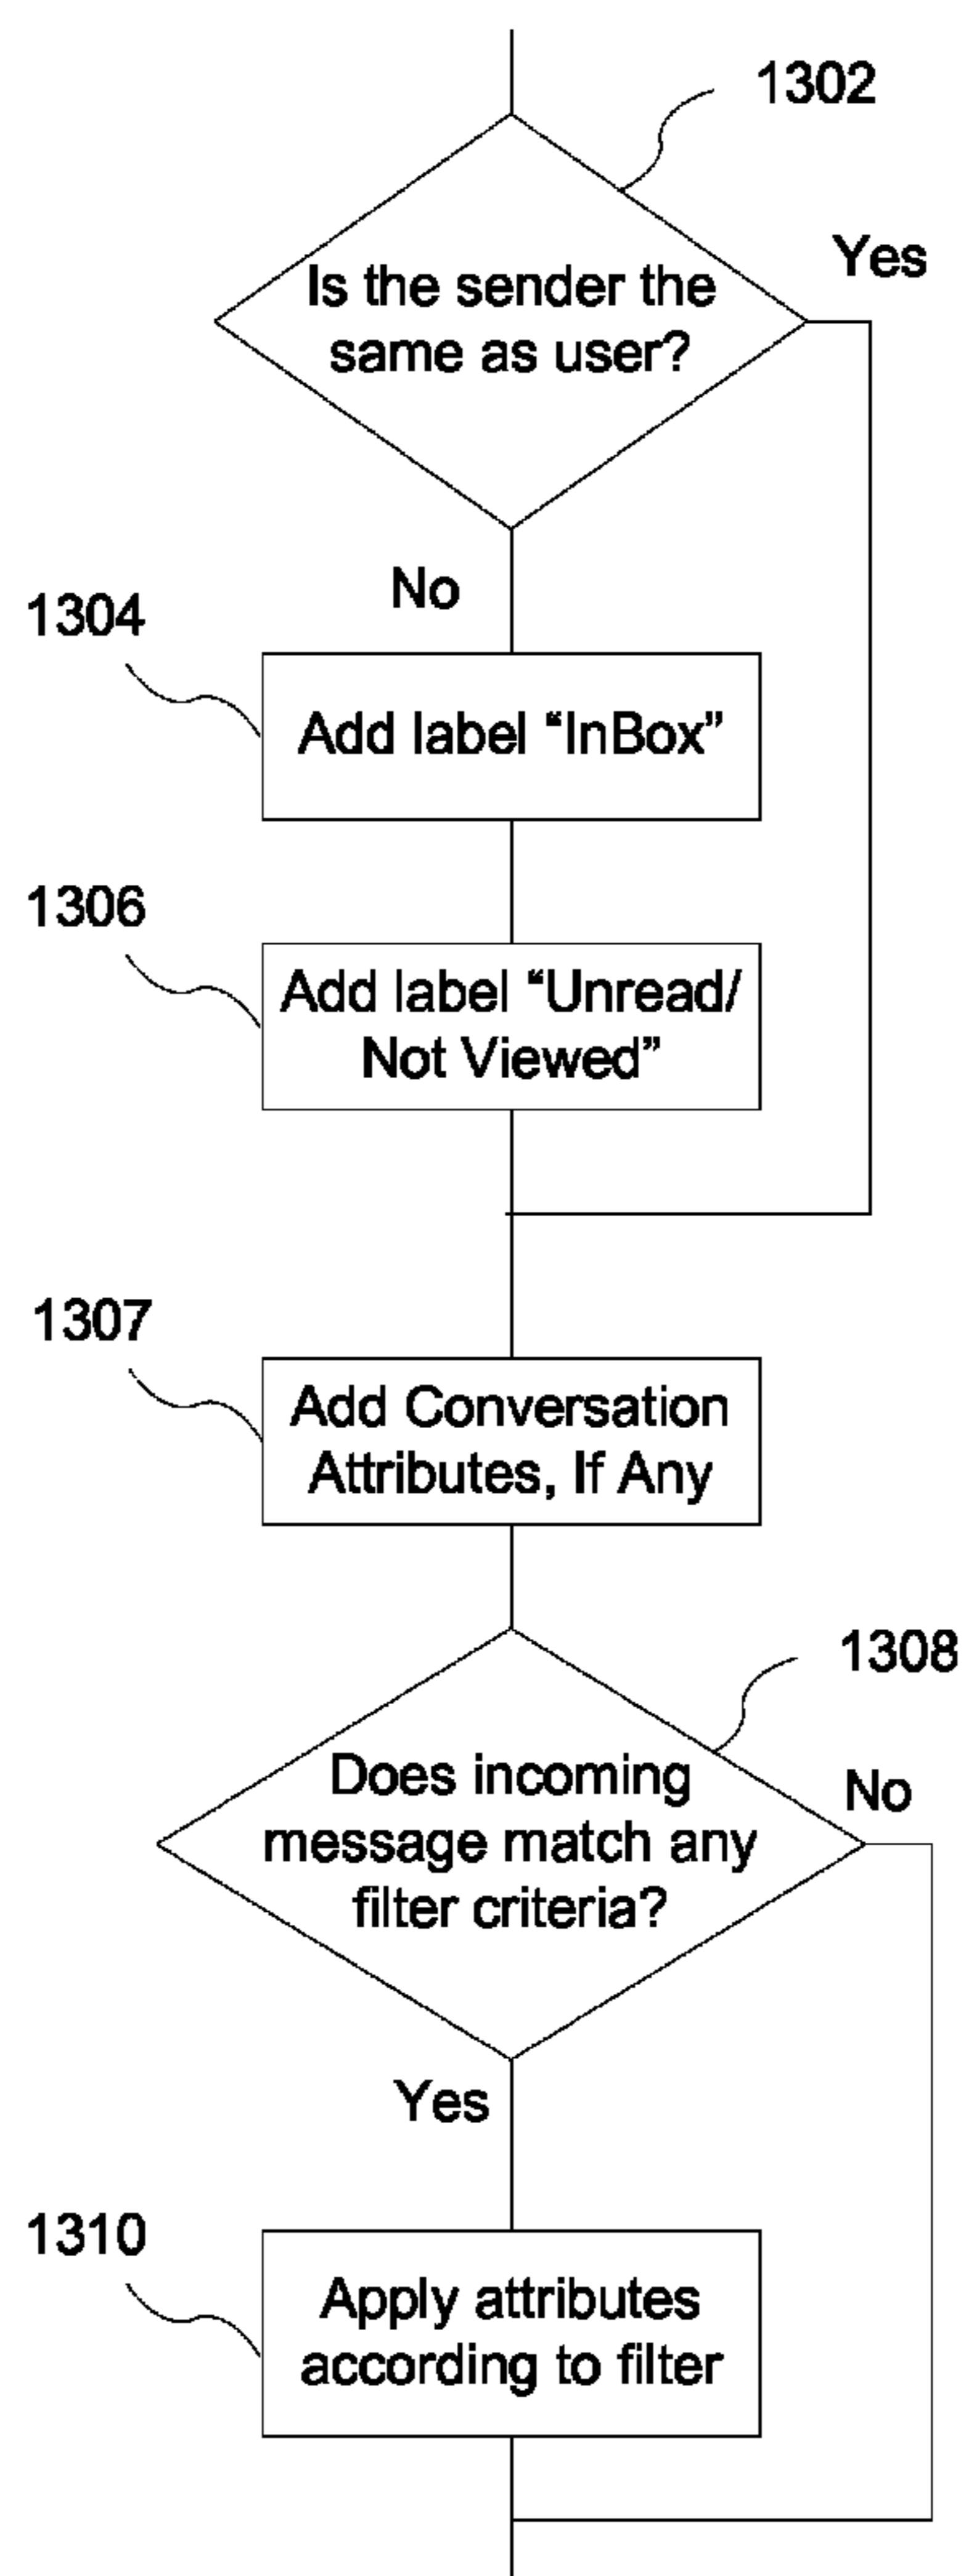 1302
Yes
Is the sender the
same as user?
No
1304
Add label “InBox”
1306
Add label “Unread/
Not Viewed”
1307
Add Conversation
Attributes, If Any
1308
No
Does incoming
message match any
filter criteria?
Yes
1310
Apply attributes
according to filter